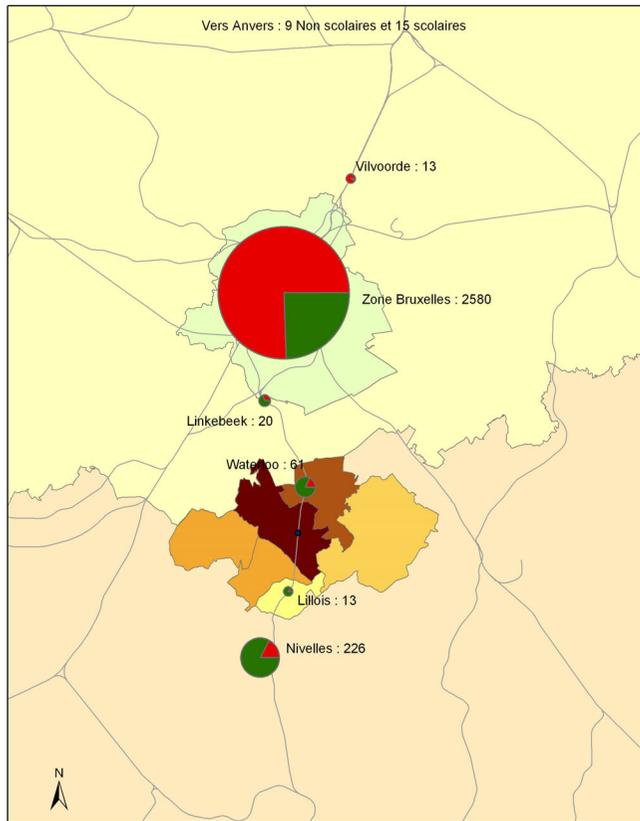 Vers Anvers : 9 Non scolaires et 15 scolaires
Vilvoorde : 13
Zone Bruxelles : 2580
Linkebeek : 20
Waterloo : 61
Lillois : 13
Nivelles : 226
N